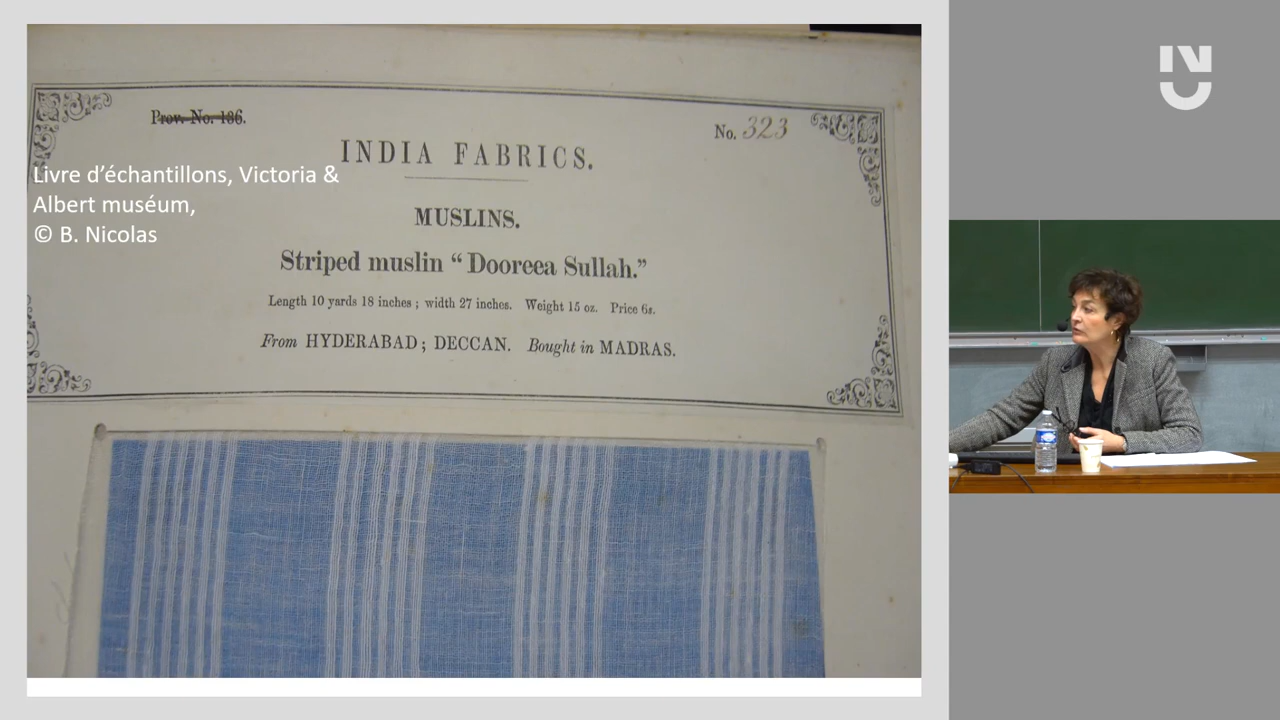 Prov. No. 136.
No. 323
INDIA FABRICS.
Livre d’échantillons, Victoria &
Albert muséum,
© B. Nicolas
MUSLINS.
Striped muslin “Dooreea Sullah.”
Length 10 yards 18 inches ; width 27 inches. Weight 15 oz. Price 6s.
From HYDERABAD ; DECCAN. Bought in MADRAS.